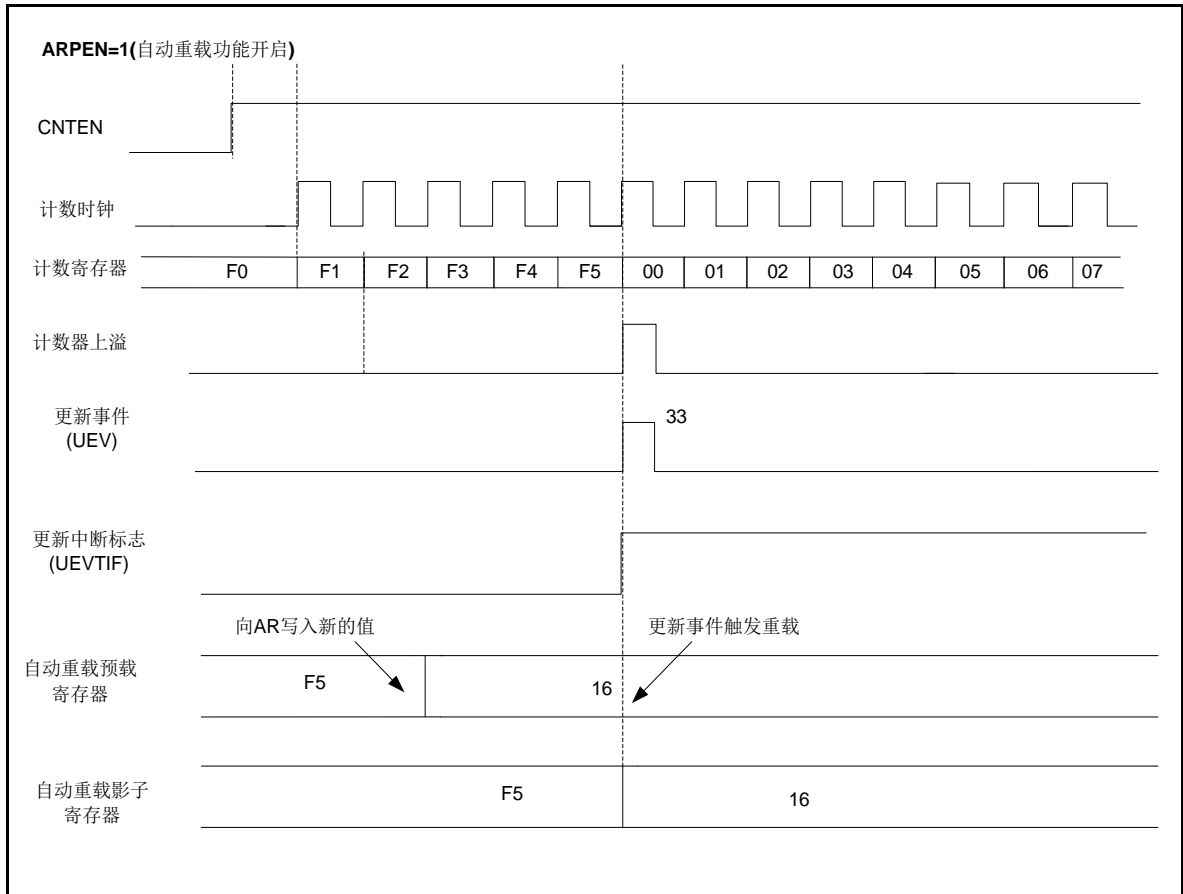 ARPEN=1(自动重载功能开启)
CNTEN
计数时钟
计数寄存器
F0 F1 F2 F3 F4 F5 00 01 02 03 04 05 06 07
计数器上溢
更新事件
(UEV)
33
更新中断标志
(UEVTIF)
向AR写入新的值
更新事件触发重载
自动重载预载
寄存器
F5 16
自动重载影子
寄存器
F5 16